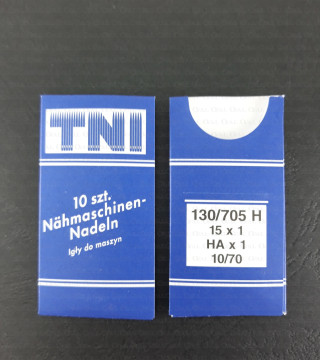 TNI
10 szt.
Nähmaschinen-
Nadeln
Igły do maszyn
130/705 H
15 x 1
HA x 1
10/70